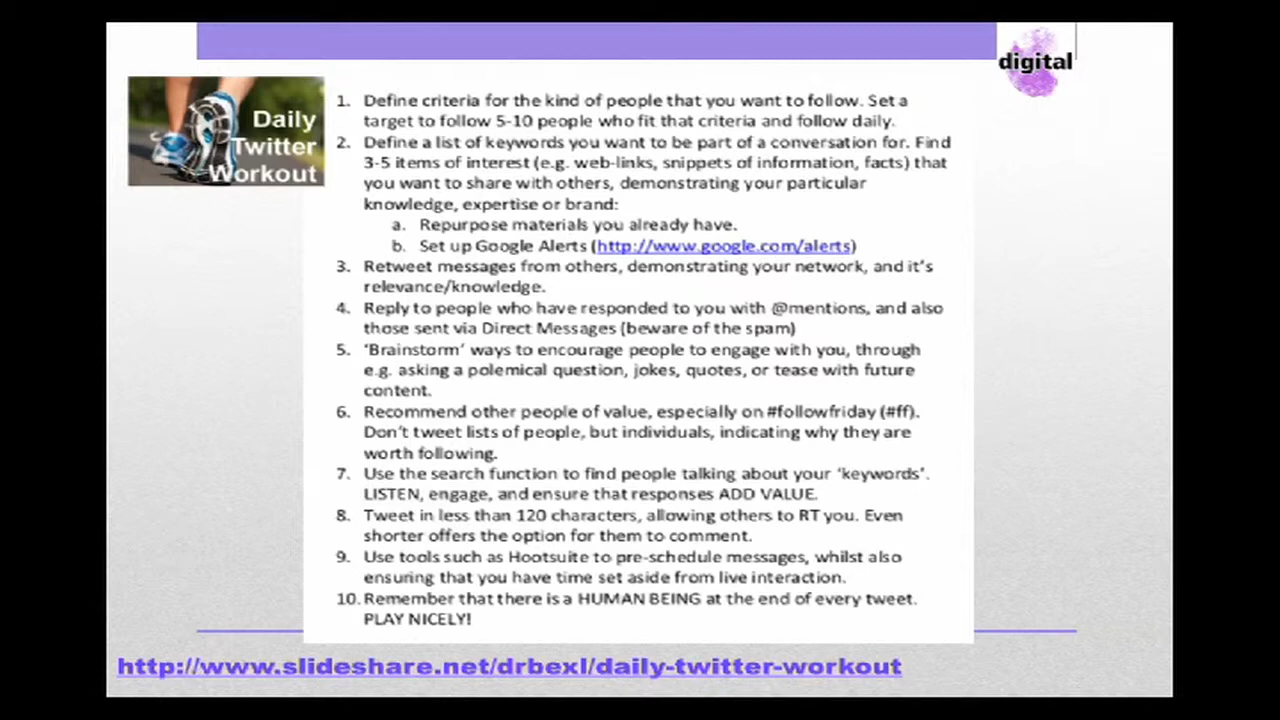 digital
Daily
Twitter
Workout
1. Define criteria for the kind of people that you want to follow. Set a
target to follow 5-10 people who fit that criteria and follow daily.
2. Define a list of keywords you want to be part of a conversation for. Find
3-5 items of interest (e.g. web-links, snippets of information, facts) that
you want to share with others, demonstrating your particular
knowledge, expertise or brand:
a. Repurpose materials you already have.
b. Set up Google Alerts (http://www.google.com/alerts)
3. Retweet messages from others, demonstrating your network, and it's
relevance/knowledge.
4. Reply to people who have responded to you with @mentions, and also
those sent via Direct Messages (beware of the spam)
5. 'Brainstorm' ways to encourage people to engage with you, through
e.g. asking a polemical question, jokes, quotes, or tease with future
content.
6. Recommend other people of value, especially on #followfriday (#ff).
Don't tweet lists of people, but individuals, indicating why they are
worth following.
7. Use the search function to find people talking about your 'keywords'.
LISTEN, engage, and ensure that responses ADD VALUE.
8. Tweet in less than 120 characters, allowing others to RT you. Even
shorter offers the option for them to comment.
9. Use tools such as Hootsuite to pre-schedule messages, whilst also
ensuring that you have time set aside from live interaction.
10. Remember that there is a HUMAN BEING at the end of every tweet.
PLAY NICELY!
http://www.slideshare.net/drbexl/daily-twitter-workout